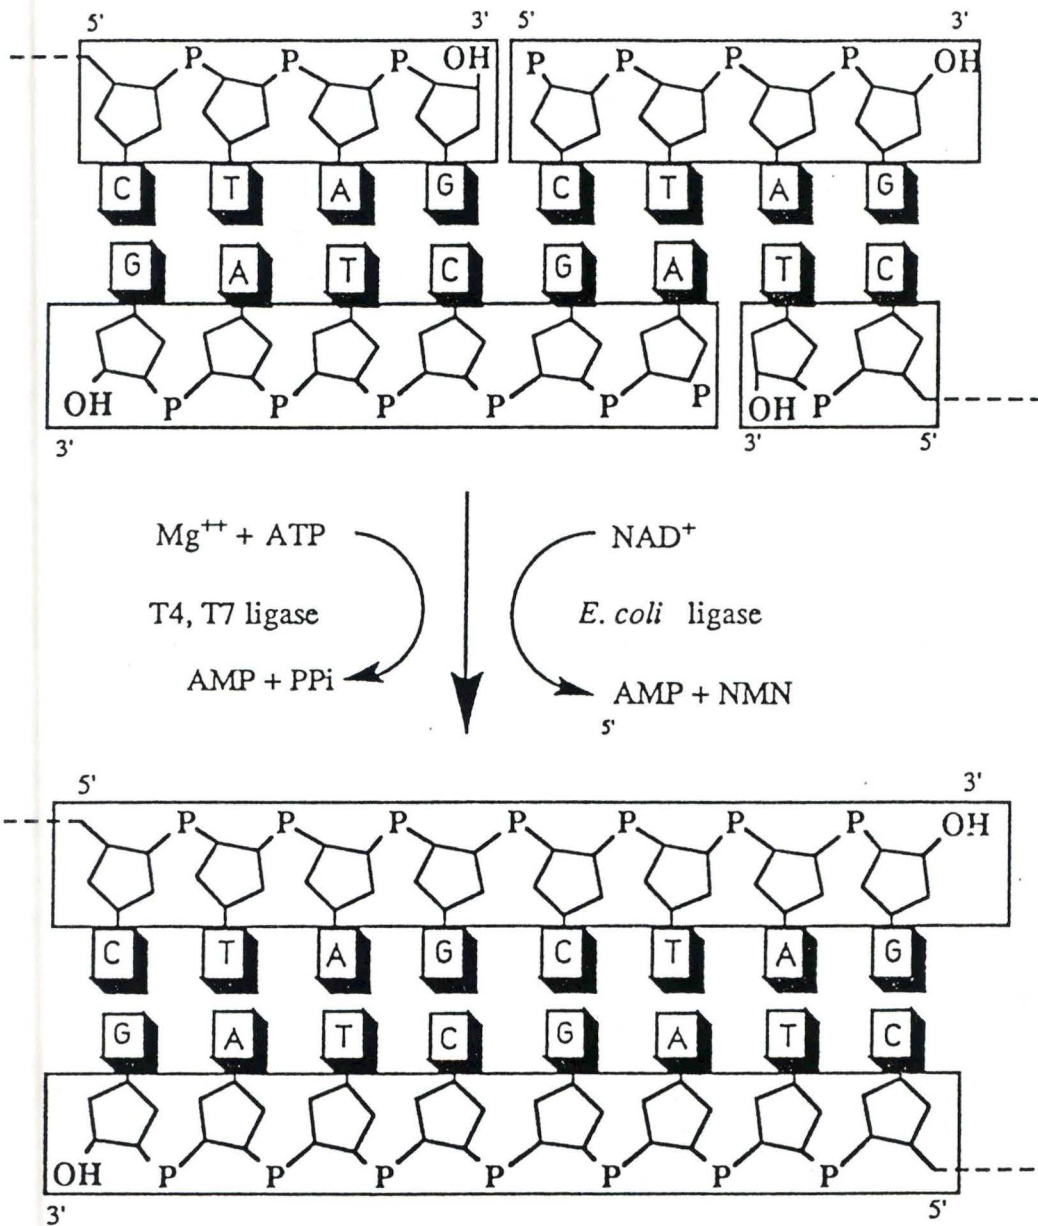 5' 3' 5' 3'
P P P OH P P P P OH
C T A G C T A G
G A T C G A T C
OH P P P P P P OH P
3' 3' 5'
Mg⁺⁺ + ATP NAD⁺
T4, T7 ligase E. coli ligase
AMP + PPi AMP + NMN
5'
5' 3'
P P P P P P P OH
C T A G C T A G
G A T C G A T C
OH P P P P P P P
3' 5'